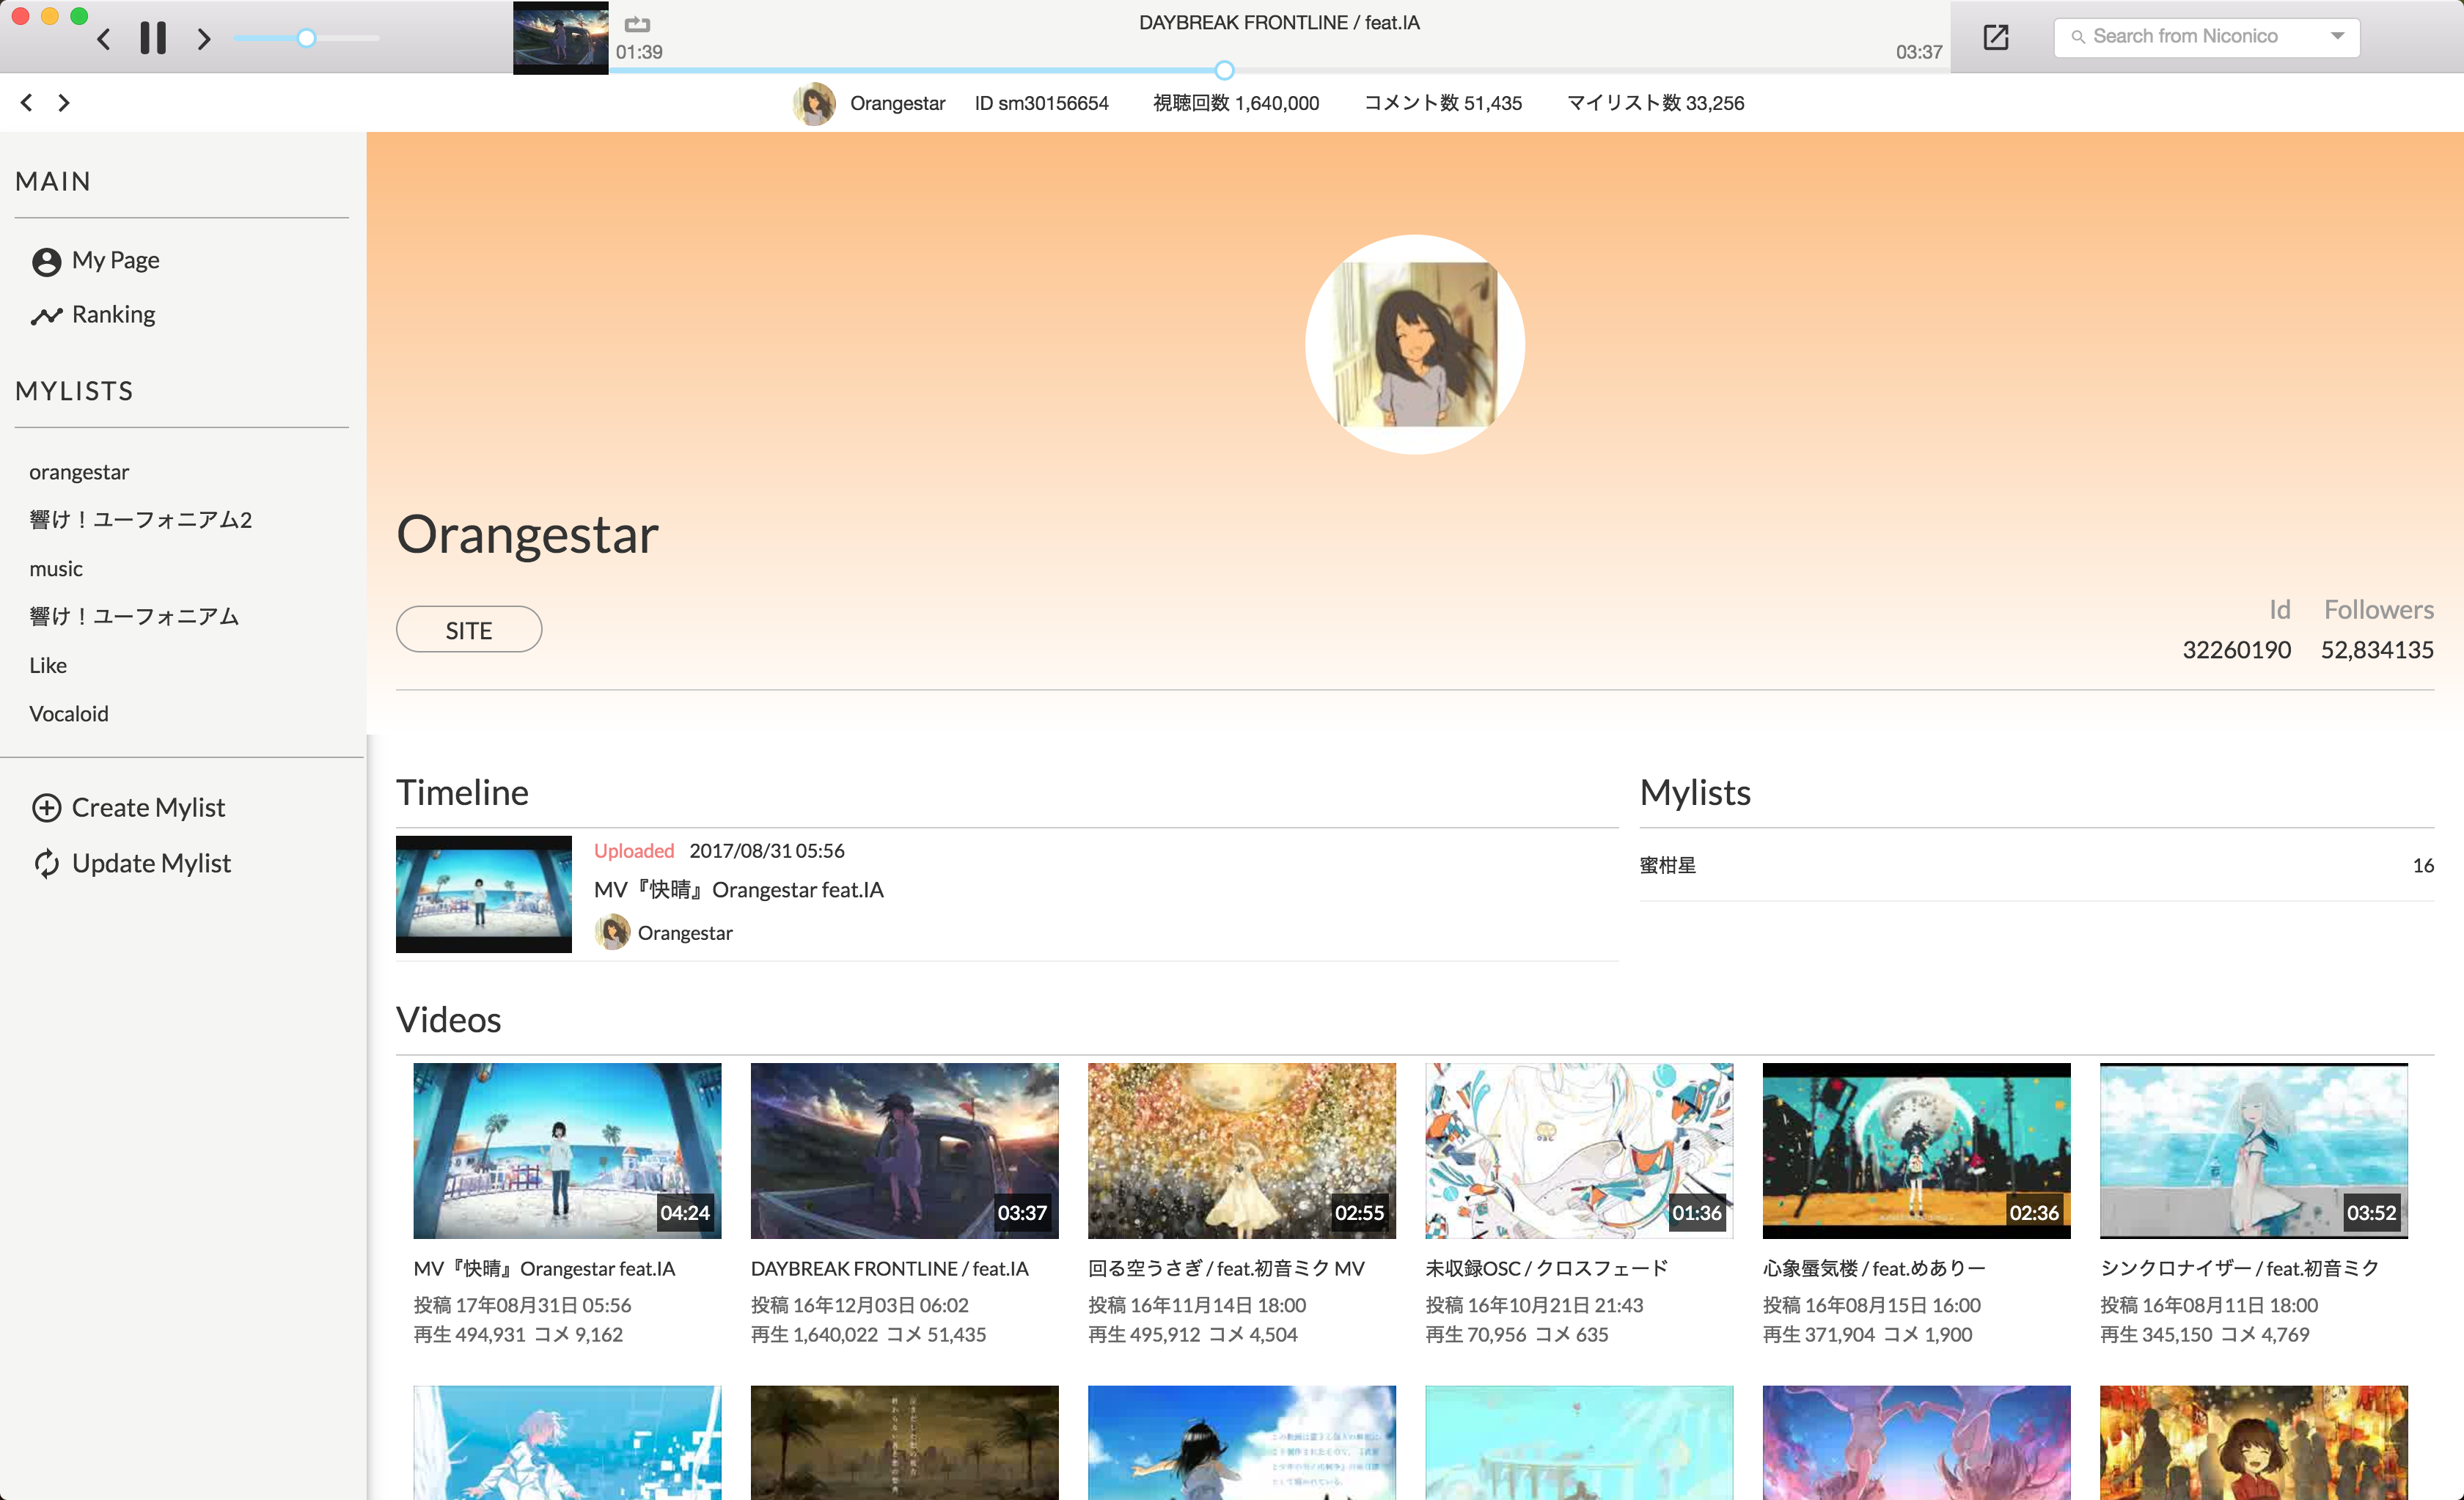 DAYBREAK FRONTLINE / feat.IA
01:39
03:37
Search from Niconico
Orangestar ID sm30156654 視聴回数 1,640,000 コメント数 51,435 マイリスト数 33,256
MAIN
My Page
Ranking
MYLISTS
orangestar
響け！ユーフォニアム2
music
響け！ユーフォニアム
Like
Vocaloid
Create Mylist
Update Mylist
Orangestar
SITE
Id Followers
32260190 52,834135
Timeline
Uploaded 2017/08/31 05:56
MV『快晴』Orangestar feat.IA
Orangestar
Mylists
蜜柑星 16
Videos
04:24
MV『快晴』Orangestar feat.IA
投稿 17年08月31日 05:56
再生 494,931 コメ 9,162
03:37
DAYBREAK FRONTLINE / feat.IA
投稿 16年12月03日 06:02
再生 1,640,022 コメ 51,435
02:55
回る空うさぎ / feat.初音ミク MV
投稿 16年11月14日 18:00
再生 495,912 コメ 4,504
01:36
未収録OSC / クロスフェード
投稿 16年10月21日 21:43
再生 70,956 コメ 635
02:36
心象蜃気楼 / feat.めありー
投稿 16年08月15日 16:00
再生 371,904 コメ 1,900
03:52
シンクロナイザー / feat.初音ミク
投稿 16年08月11日 18:00
再生 345,150 コメ 4,769